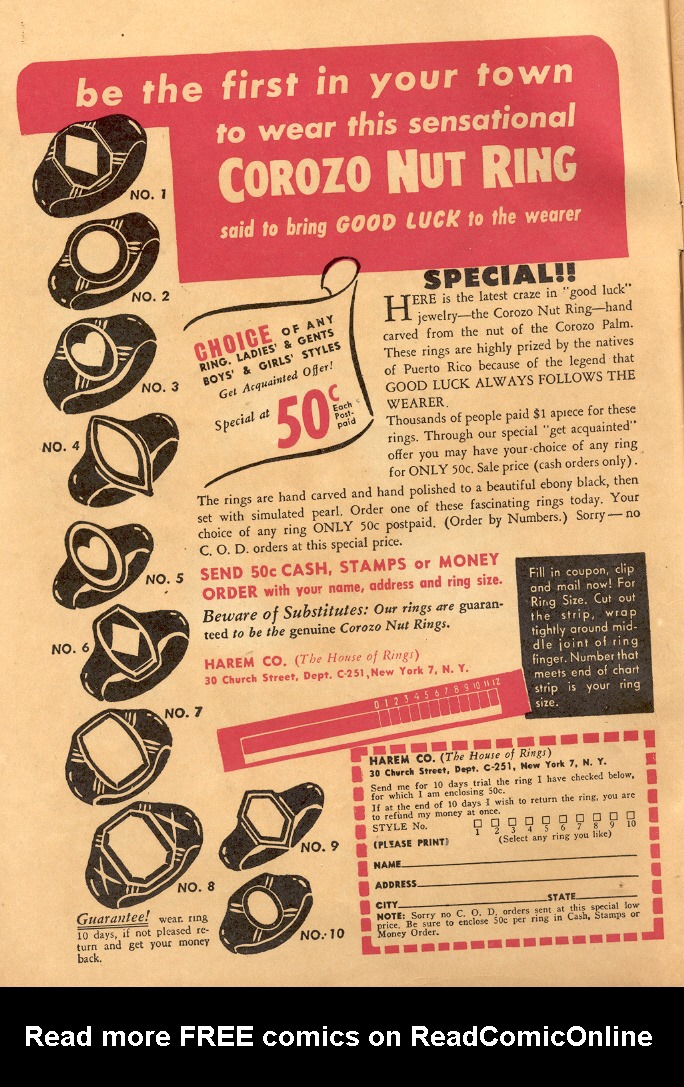 be the first in your town
to wear this sensational
COROZO NUT RING
said to bring GOOD LUCK to the wearer
NO. 1
NO. 2
NO. 3
NO. 4
NO. 5
NO. 6
NO. 7
NO. 8
NO. 9
NO. 10
CHOICE OF ANY
RING. LADIES' & GENTS
BOYS' & GIRLS' STYLES
Get Acquainted Offer!
Special at 50c Each Post-paid
SPECIAL!!
HERE is the latest craze in "good luck"
jewelry—the Corozo Nut Ring—hand
carved from the nut of the Corozo Palm.
These rings are highly prized by the natives
of Puerto Rico because of the legend that
GOOD LUCK ALWAYS FOLLOWS THE
WEARER.
Thousands of people paid $1 apiece for these
rings. Through our special "get acquainted"
offer you may have your choice of any ring
for ONLY 50c. Sale price (cash orders only).
The rings are hand carved and hand polished to a beautiful ebony black, then
set with simulated pearl. Order one of these fascinating rings today. Your
choice of any ring ONLY 50c postpaid. (Order by Numbers.) Sorry—no
C. O. D. orders at this special price.
SEND 50c CASH, STAMPS or MONEY
ORDER with your name, address and ring size.
Beware of Substitutes: Our rings are guaran-
teed to be the genuine Corozo Nut Rings.
HAREM CO. (The House of Rings)
30 Church Street, Dept. C-251, New York 7, N. Y.
Fill in coupon, clip
and mail now! For
Ring Size. Cut out
the strip, wrap
tightly around mid-
dle joint of ring
finger. Number that
meets end of chart
strip is your ring
size.
0 1 2 3 4 5 6 7 8 9 10 11 12
HAREM CO. (The House of Rings)
30 Church Street, Dept. C-251, New York 7, N. Y.
Send me for 10 days trial the ring I have checked below,
for which I am enclosing 50c.
If at the end of 10 days I wish to return the ring, you are
to refund my money at once.
STYLE No. □ □ □ □ □ □ □ □ □ □
1 2 3 4 5 6 7 8 9 10
(PLEASE PRINT) (Select any ring you like)
NAME
ADDRESS
CITY STATE
NOTE: Sorry no C. O. D. orders sent at this special low
price. Be sure to enclose 50c per ring in Cash, Stamps or
Money Order.
Guarantee! wear ring
10 days, if not pleased re-
turn and get your money
back.
Read more FREE comics on ReadComicOnline